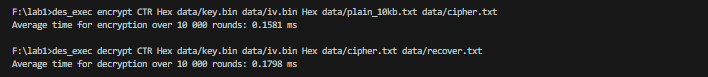 F:\lab1>des_exec encrypt CTR Hex data/key.bin data/iv.bin Hex data/plain_10kb.txt data/cipher.txt
Average time for encryption over 10 000 rounds: 0.1581 ms
F:\lab1>des_exec decrypt CTR Hex data/key.bin data/iv.bin Hex data/cipher.txt data/recover.txt
Average time for decryption over 10 000 rounds: 0.1798 ms